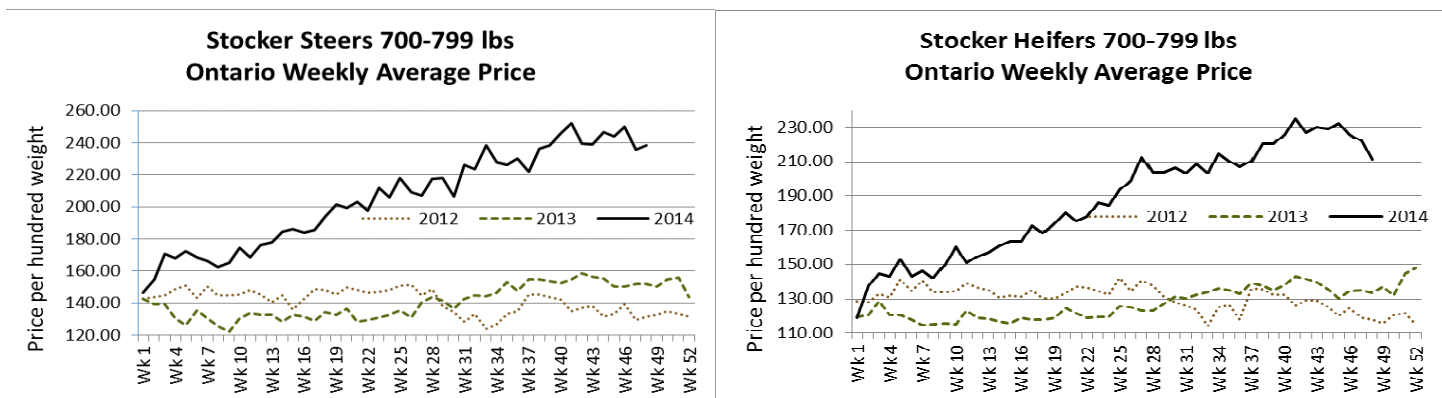 Stocker Steers 700-799 lbs
Ontario Weekly Average Price
Price per hundred weight
260.00
240.00
220.00
200.00
180.00
160.00
140.00
120.00
2012 2013 2014
Wk 1 Wk 4 Wk 7 Wk 10 Wk 13 Wk 16 Wk 19 Wk 22 Wk 25 Wk 28 Wk 31 Wk 34 Wk 37 Wk 40 Wk 43 Wk 46 Wk 49 Wk 52
Stocker Heifers 700-799 lbs
Ontario Weekly Average Price
Price per hundred weight
230.00
210.00
190.00
170.00
150.00
130.00
110.00
2012 2013 2014
Wk 1 Wk 4 Wk 7 Wk 10 Wk 13 Wk 16 Wk 19 Wk 22 Wk 25 Wk 28 Wk 31 Wk 34 Wk 37 Wk 40 Wk 43 Wk 46 Wk 49 Wk 52